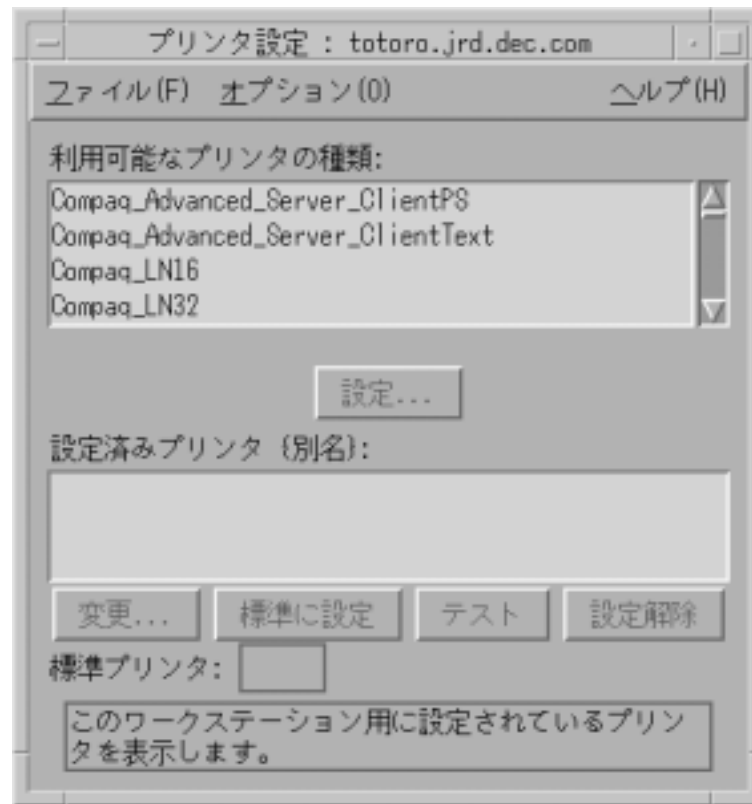 プリンタ設定 : totoro.jrd.dec.com
ファイル(F) オプション(O) ヘルプ(H)
利用可能なプリンタの種類:
Compaq_Advanced_Server_ClientPS
Compaq_Advanced_Server_ClientText
Compaq_LN16
Compaq_LN32
設定...
設定済みプリンタ {別名}:
変更... 標準に設定 テスト 設定解除
標準プリンタ:
このワークステーション用に設定されているプリン
タを表示します。